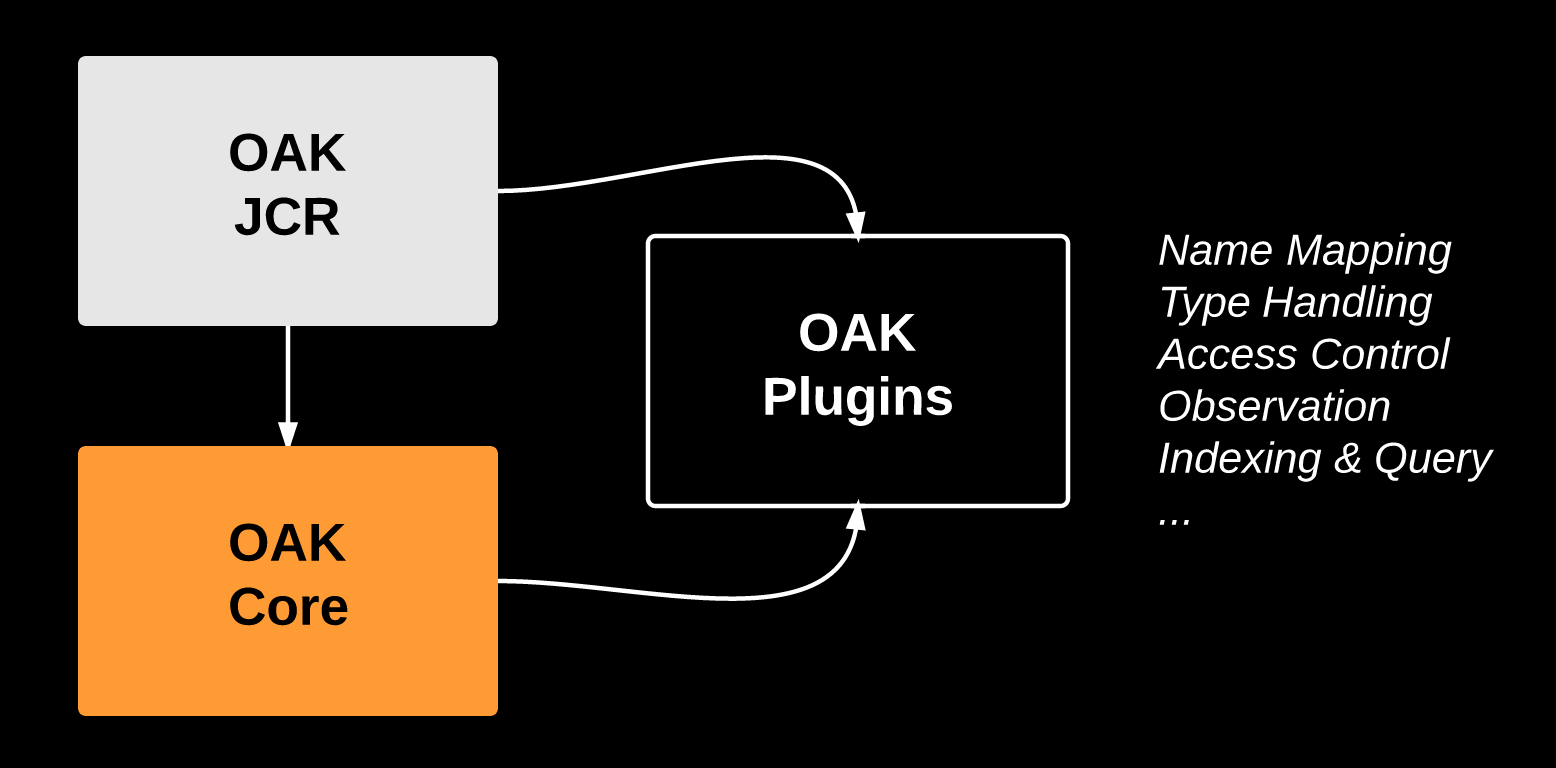 OAK
JCR
OAK
Plugins
Name Mapping
Type Handling
Access Control
Observation
Indexing & Query
...
OAK
Core